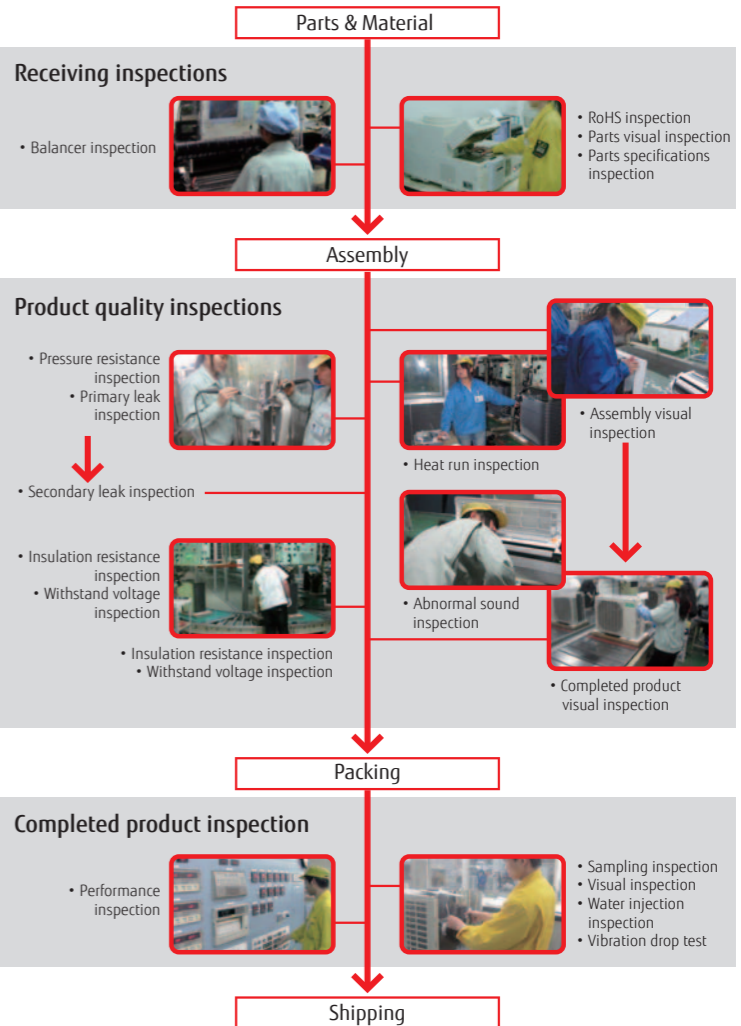 Parts & Material
Receiving inspections
• Balancer inspection
• RoHS inspection
• Parts visual inspection
• Parts specifications
inspection
Assembly
Product quality inspections
• Pressure resistance
inspection
• Primary leak
inspection
• Secondary leak inspection
• Heat run inspection
• Assembly visual
inspection
• Insulation resistance
inspection
• Withstand voltage
inspection
• Insulation resistance inspection
• Withstand voltage inspection
• Abnormal sound
inspection
• Completed product
visual inspection
Packing
Completed product inspection
• Performance
inspection
• Sampling inspection
• Visual inspection
• Water injection
inspection
• Vibration drop test
Shipping